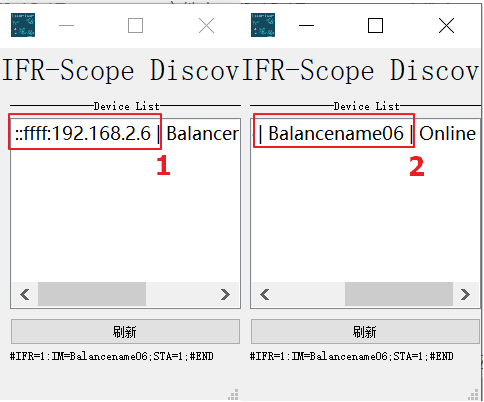 IFR-Scope Discov
Device List
::ffff:192.168.2.6 | Balancer
1
刷新
#IFR=1:IM=Balancename06;STA=1;#END
IFR-Scope Discov
Device List
| Balancename06 | Online
2
刷新
#IFR=1:IM=Balancename06;STA=1;#END